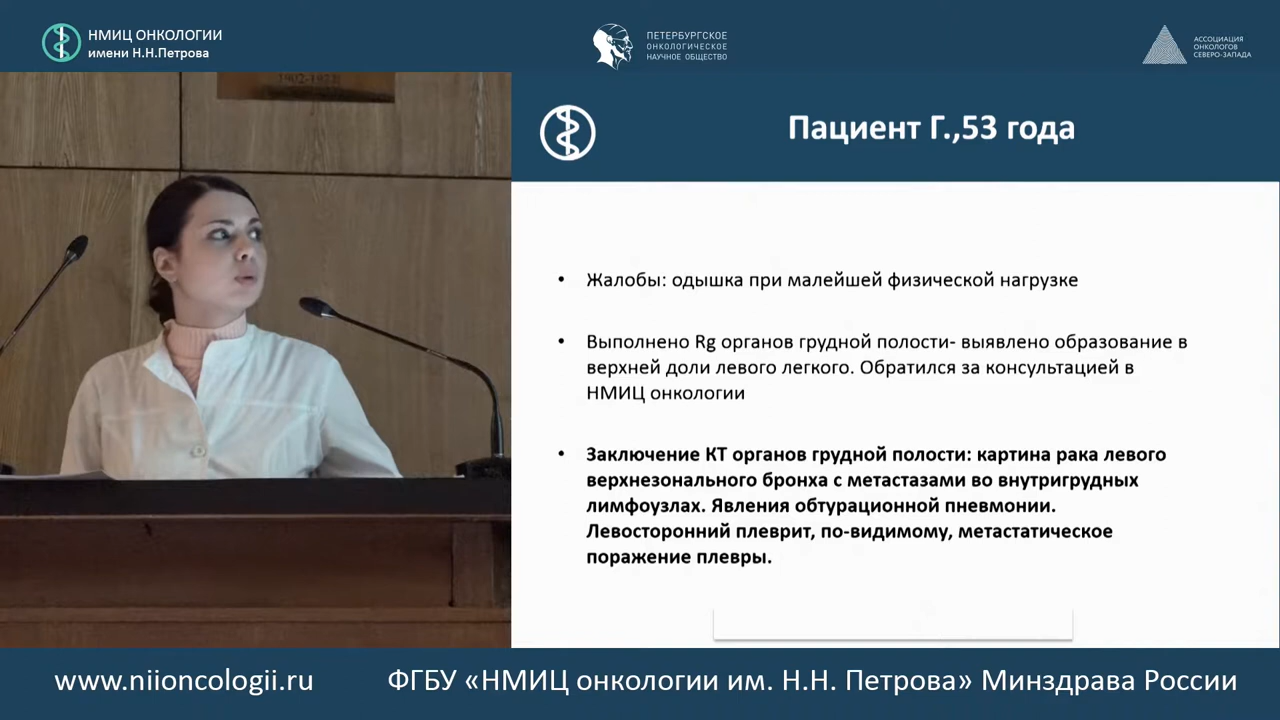 НМИЦ ОНКОЛОГИИ
имени Н.Н.Петрова
ПЕТЕРБУРГСКОЕ
ОНКОЛОГИЧЕСКОЕ
НАУЧНОЕ ОБЩЕСТВО
АССОЦИАЦИЯ
ОНКОЛОГОВ
СЕВЕРО-ЗАПАДА
Пациент Г.,53 года
• Жалобы: одышка при малейшей физической нагрузке
• Выполнено Rg органов грудной полости- выявлено образование в
верхней доли левого легкого. Обратился за консультацией в
НМИЦ онкологии
• Заключение КТ органов грудной полости: картина рака левого
верхнезонального бронха с метастазами во внутригрудных
лимфоузлах. Явления обтурационной пневмонии.
Левосторонний плеврит, по-видимому, метастатическое
поражение плевры.
www.niioncologii.ru
ФГБУ «НМИЦ онкологии им. Н.Н. Петрова» Минздрава России